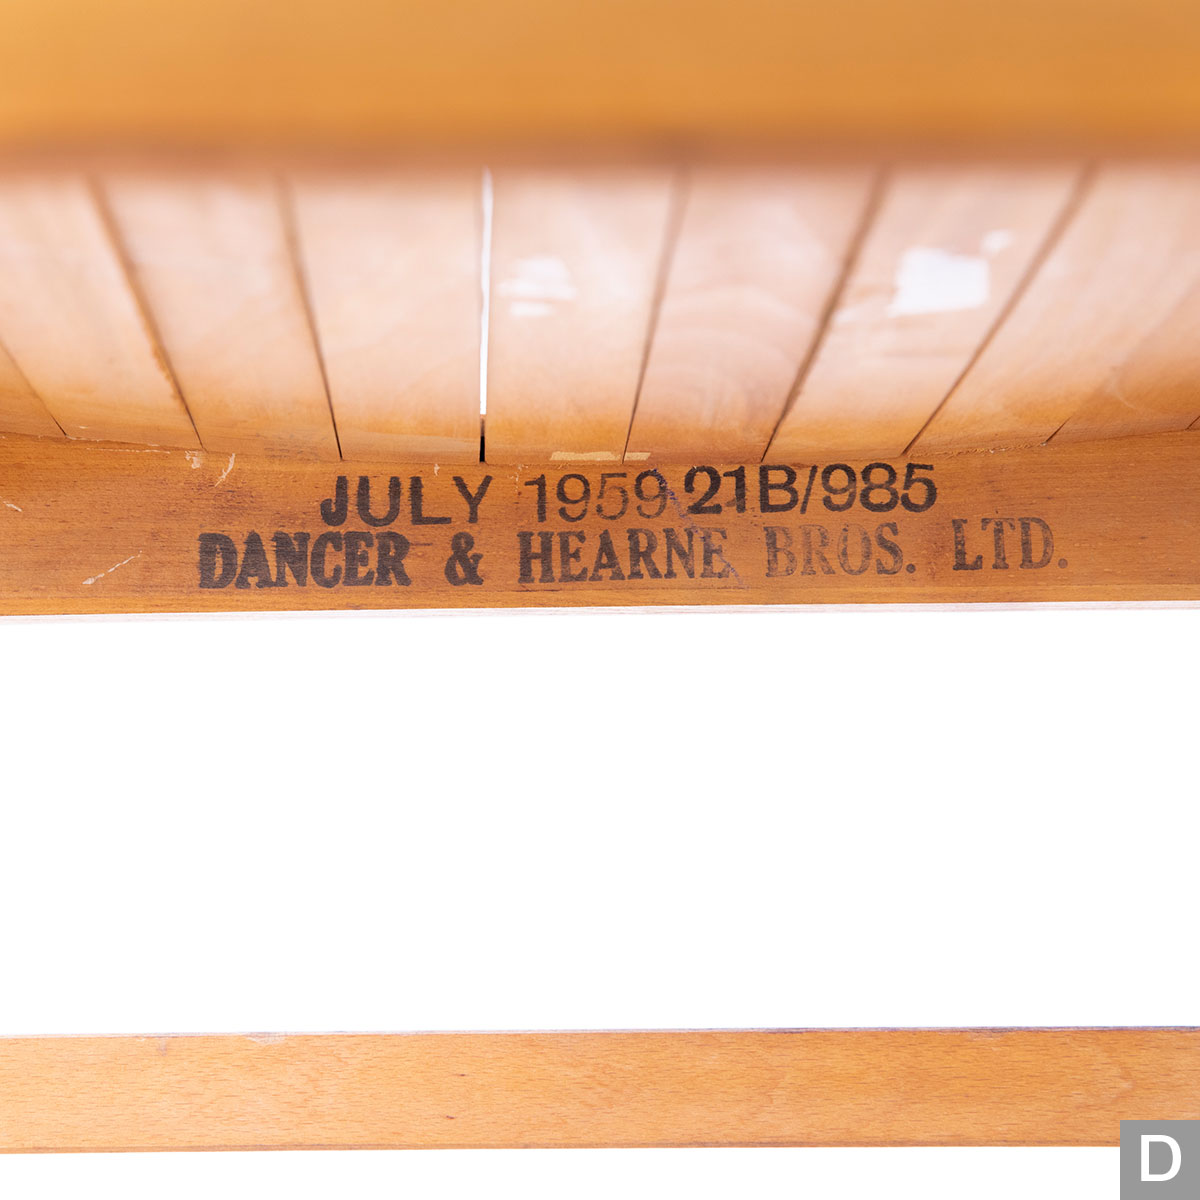 JULY 1959 21B/985
DANCER & HEARNE BROS. LTD.
D